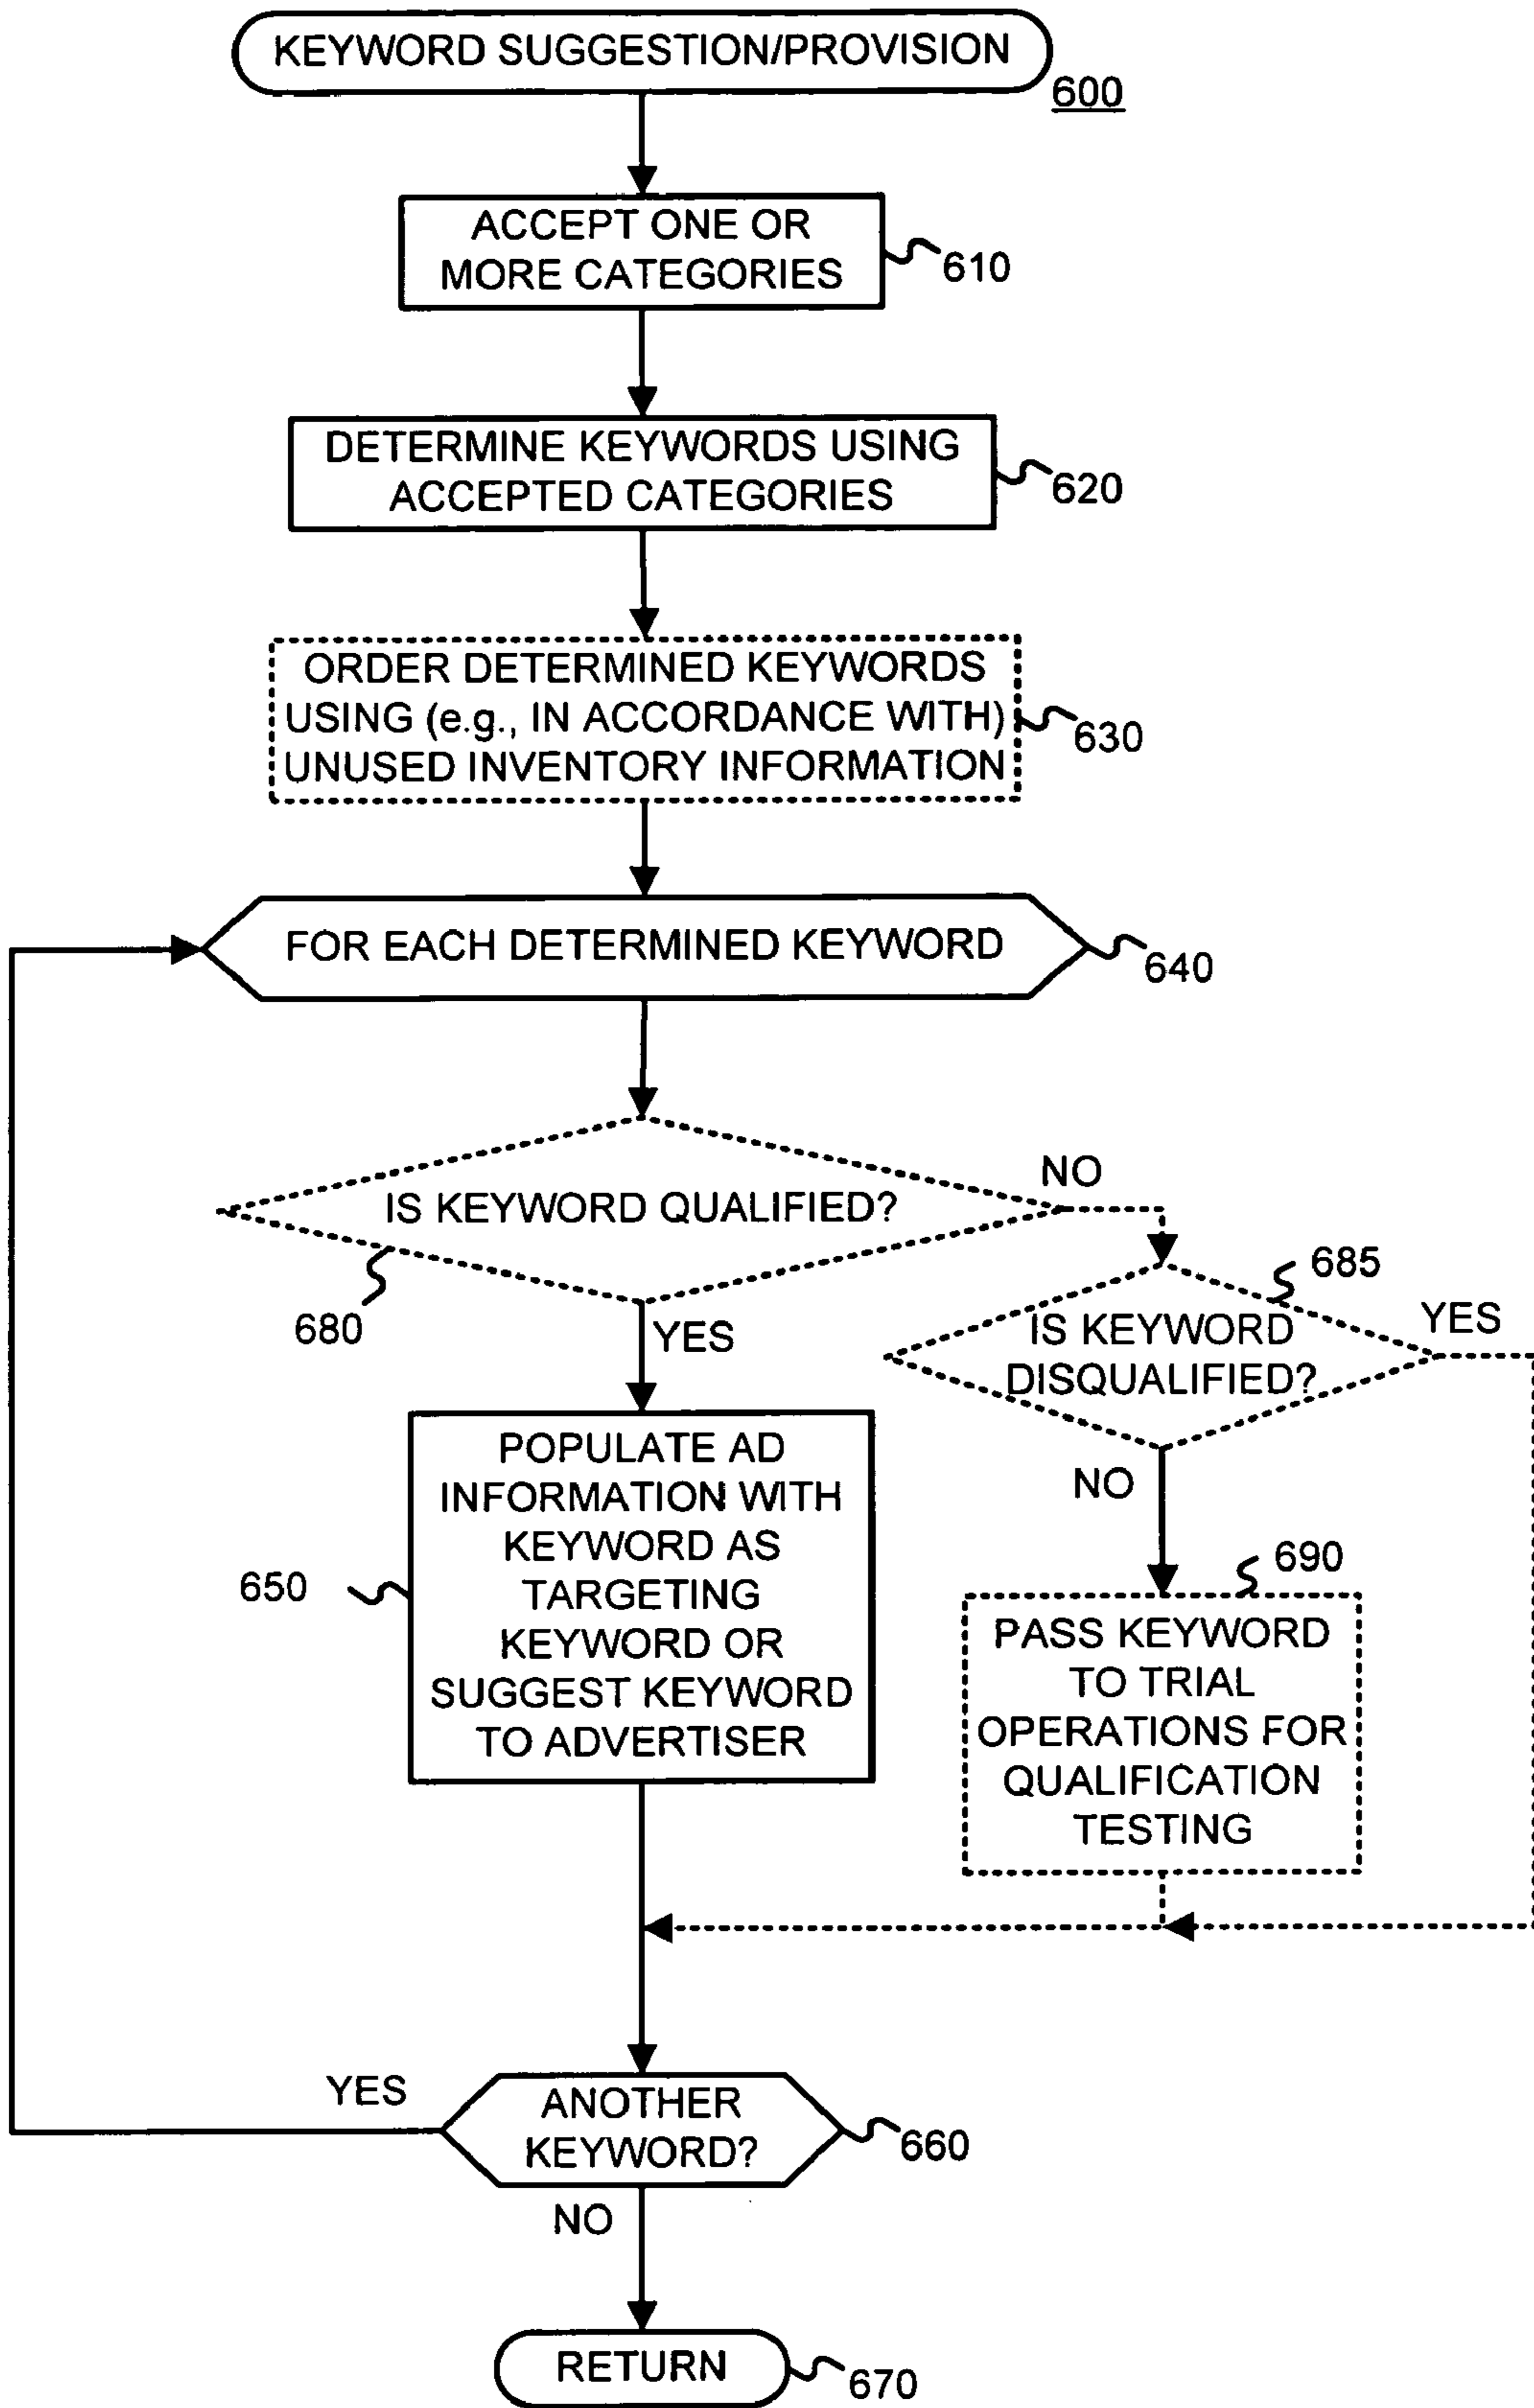 KEYWORD SUGGESTION/PROVISION
600
ACCEPT ONE OR
MORE CATEGORIES
610
DETERMINE KEYWORDS USING
ACCEPTED CATEGORIES
620
ORDER DETERMINED KEYWORDS
USING (e.g., IN ACCORDANCE WITH)
UNUSED INVENTORY INFORMATION
630
FOR EACH DETERMINED KEYWORD
640
IS KEYWORD QUALIFIED?
NO
680
YES
685
IS KEYWORD
DISQUALIFIED?
YES
NO
POPULATE AD
INFORMATION WITH
KEYWORD AS
TARGETING
KEYWORD OR
SUGGEST KEYWORD
TO ADVERTISER
650
690
PASS KEYWORD
TO TRIAL
OPERATIONS FOR
QUALIFICATION
TESTING
YES
ANOTHER
KEYWORD?
660
NO
RETURN
670